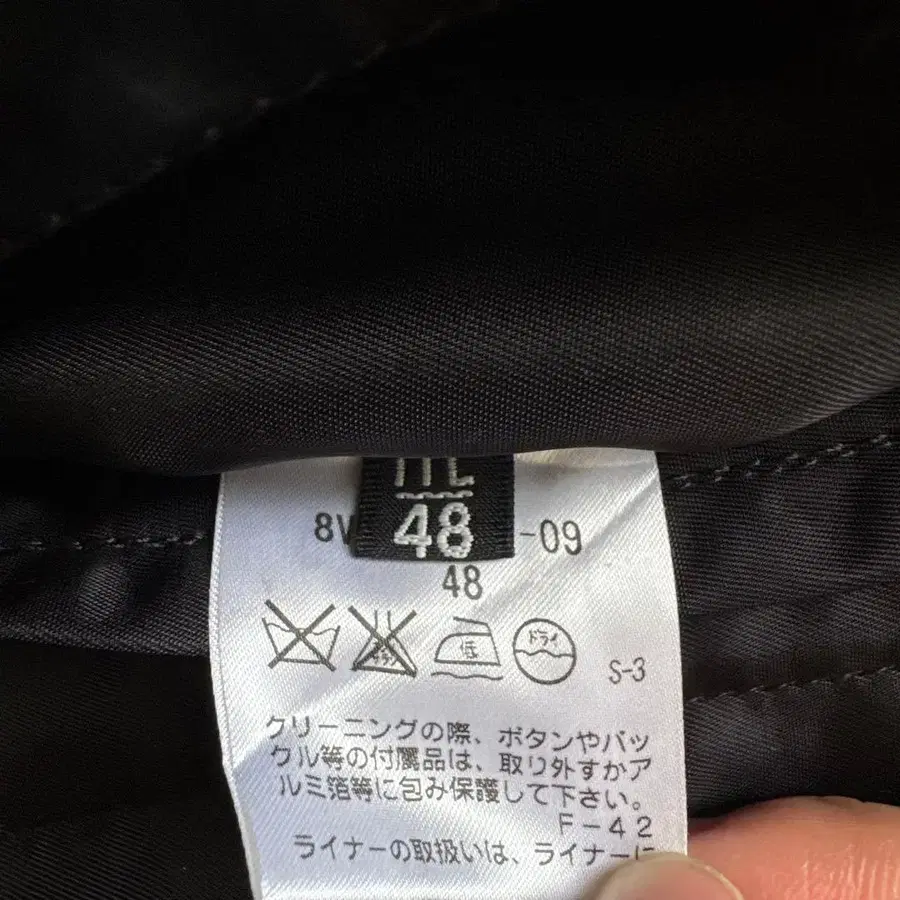 48
8V
-09
48
低
ドライ
S-3
クリーニングの際、ボタンやバッ
クル等の付属品は、取り外すかア
ルミ箔等に包み保護して下さい。
F-42
ライナーの取扱いは、ライナーに